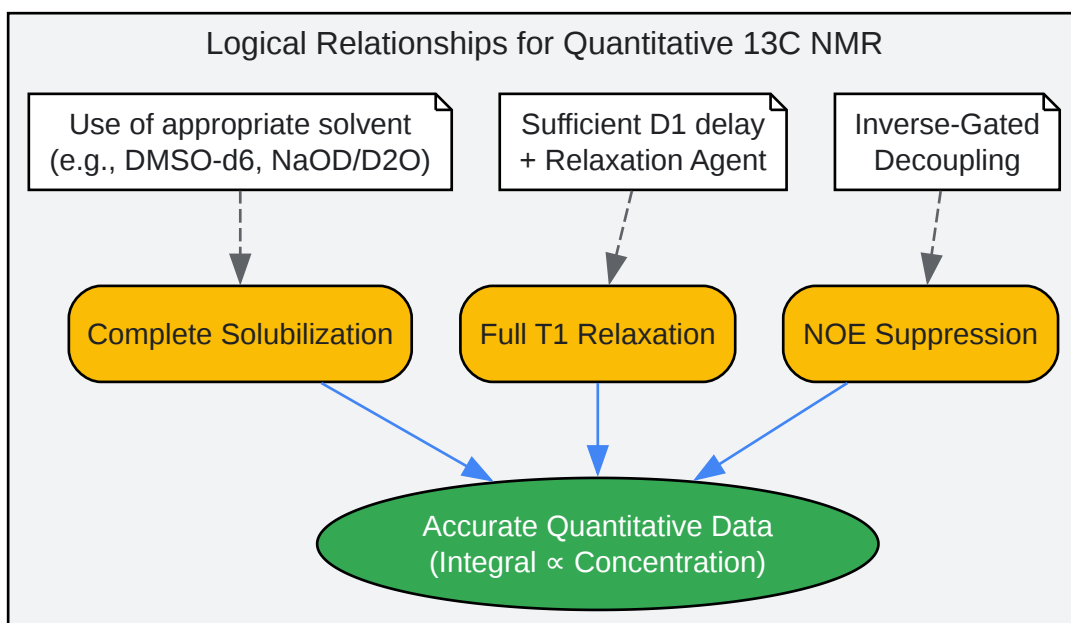 Logical Relationships for Quantitative 13C NMR
Use of appropriate solvent
(e.g., DMSO-d6, NaOD/D2O)
Sufficient D1 delay
+ Relaxation Agent
Inverse-Gated
Decoupling
Complete Solubilization
Full T1 Relaxation
NOE Suppression
Accurate Quantitative Data
(Integral ∝ Concentration)